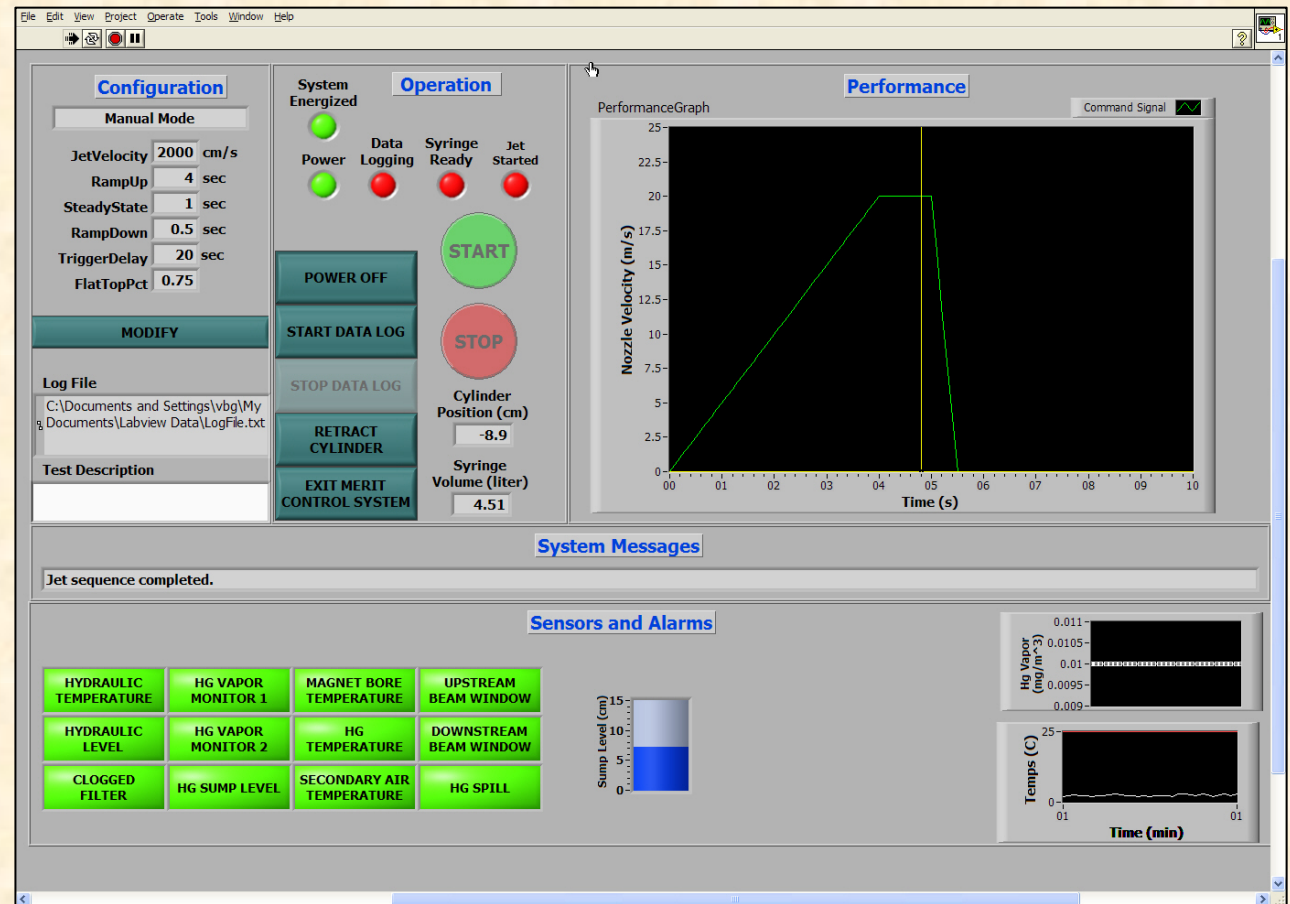 File Edit View Project Operate Tools Window Help
?
1
Configuration
Manual Mode
JetVelocity 2000 cm/s
RampUp 4 sec
SteadyState 1 sec
RampDown 0.5 sec
TriggerDelay 20 sec
FlatTopPct 0.75
MODIFY
Log File
C:\Documents and Settings\vbg\My
Documents\Labview Data\LogFile.txt
Test Description
Operation
System
Energized
Power
Data
Logging
Syringe
Ready
Jet
Started
START
STOP
POWER OFF
START DATA LOG
STOP DATA LOG
RETRACT
CYLINDER
EXIT MERIT
CONTROL SYSTEM
Cylinder
Position (cm)
-8.9
Syringe
Volume (liter)
4.51
Performance
PerformanceGraph
Command Signal
Nozzle Velocity (m/s)
25
22.5
20
17.5
15
12.5
10
7.5
5
2.5
0
00 01 02 03 04 05 06 07 08 09 10
Time (s)
System Messages
Jet sequence completed.
Sensors and Alarms
HYDRAULIC
TEMPERATURE
HG VAPOR
MONITOR 1
MAGNET BORE
TEMPERATURE
UPSTREAM
BEAM WINDOW
HYDRAULIC
LEVEL
HG VAPOR
MONITOR 2
HG
TEMPERATURE
DOWNSTREAM
BEAM WINDOW
CLOGGED
FILTER
HG SUMP LEVEL
SECONDARY AIR
TEMPERATURE
HG SPILL
Sump Level (cm)
15
10
5
0
Hg Vapor
(mg/m^3)
0.011
0.0105
0.01
0.0095
0.009
Temps (C)
25
0
01 01
Time (min)